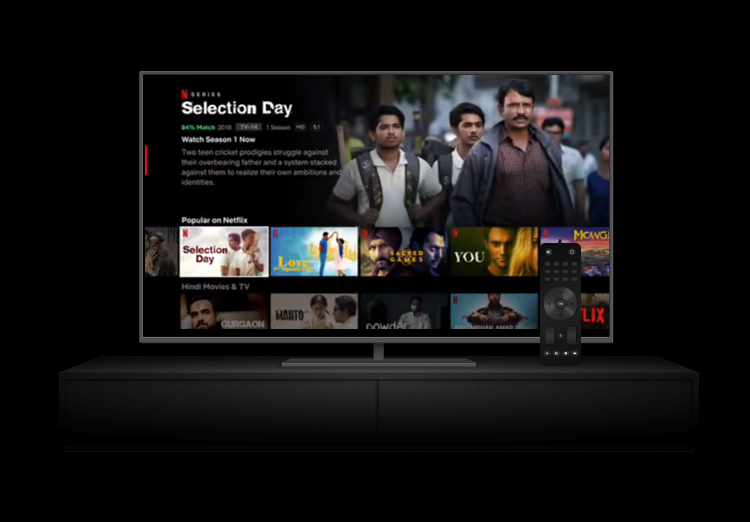 N SERIES
Selection Day
84% Match 2018 TV-14 1 Season HD 5.1
Watch Season 1 Now
Two teen cricket prodigies struggle against
their overbearing father and a system stacked
against them to realize their own ambitions and
identities.
Popular on Netflix
Selection
Day
Love
SACRED
GAMES
YOU
MOWG
Hindi Movies & TV
GURGAON
MANTO
powder
LIX